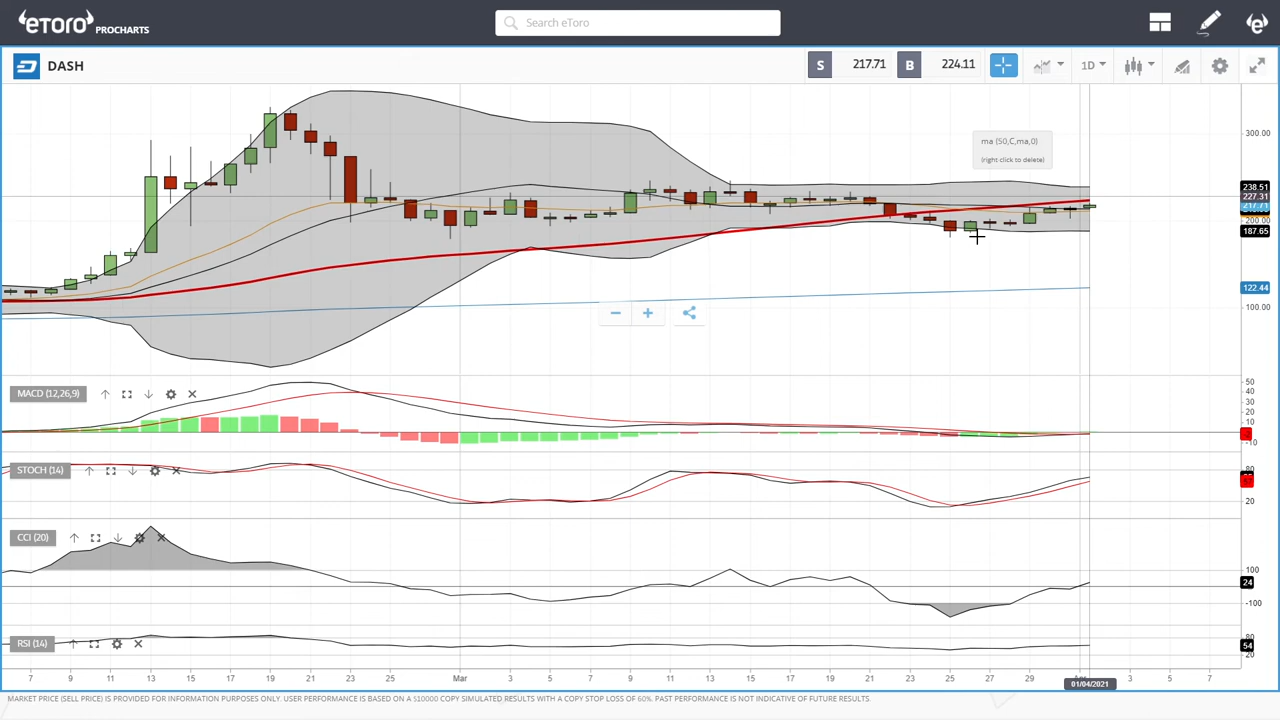 eToro PROCHARTS
Search eToro
DASH
S 217.71 B 224.11
1D
ma (50,C,ma,0)
(right click to delete)
300.00
238.51
227.31
217.71
200.00
187.65
122.44
100.00
MACD (12,26,9)
50
40
30
20
10
-10
STOCH (14)
80
20
CCI (20)
100
24
-100
RSI (14)
80
54
20
7 9 11 13 15 17 19 21 23 25 Mar 3 5 7 9 11 13 15 17 19 21 23 25 27 29 3 5 7
01/04/2021
MARKET PRICE (SELL PRICE) IS PROVIDED FOR INFORMATION PURPOSES ONLY. USER PERFORMANCE IS BASED ON A $10000 COPY SIMULATED RESULTS WITH A COPY STOP LOSS OF 60%. PAST PERFORMANCE IS NOT INDICATIVE OF FUTURE RESULTS.